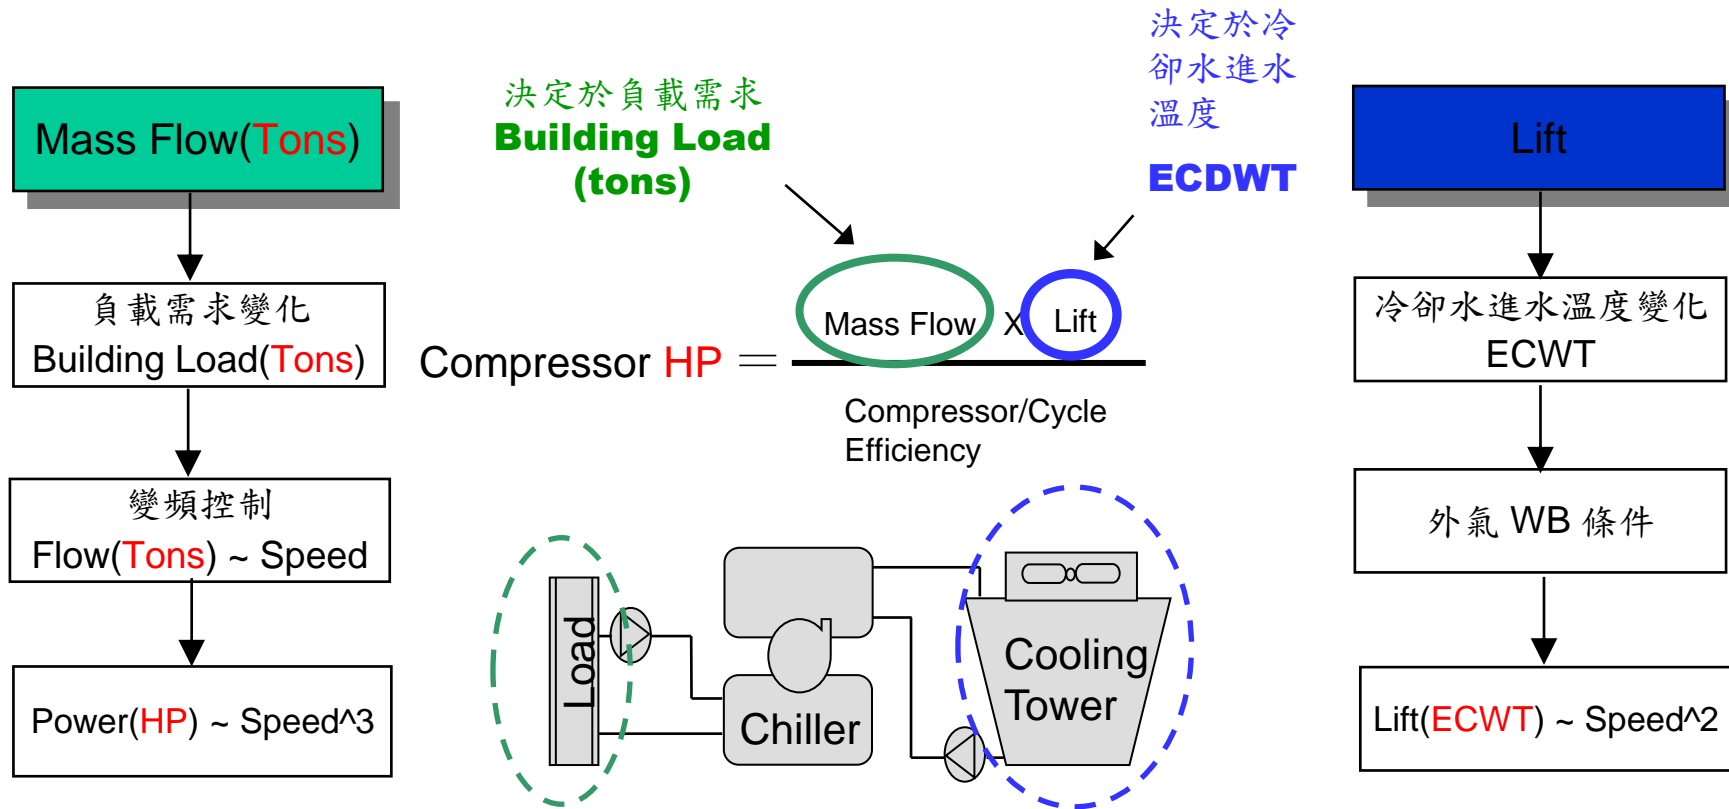 Mass Flow(Tons)
負載需求變化
Building Load(Tons)
變頻控制
Flow(Tons) ~ Speed
Power(HP) ~ Speed^3
決定於負載需求
Building Load
(tons)
決定於冷
卻水進水
溫度
ECDWT
Compressor HP =
Mass Flow X Lift
Compressor/Cycle
Efficiency
Load
Chiller
Cooling
Tower
Lift
冷卻水進水溫度變化
ECWT
外氣 WB 條件
Lift(ECWT) ~ Speed^2